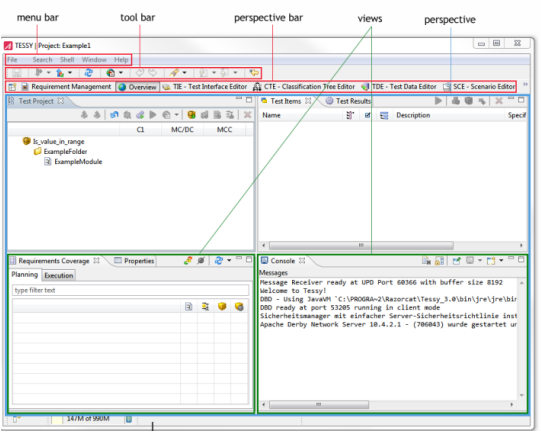 menu bar
tool bar
perspective bar
views
perspective
TESSY | Project: Example1
File Search Shell Window Help
Requirement Management Overview TIE - Test Interface Editor CTE - Classification Tree Editor TDE - Test Data Editor SCE - Scenario Editor
Test Project
C1 MC/DC MCC
Is_value_in_range
ExampleFolder
ExampleModule
Test Items Test Results
Name Description Specif
Requirements Coverage Properties
Planning Execution
type filter text
Console
Messages
Message Receiver ready at UPD Port 60366 with buffer size 8192
Welcome to Tessy!
DBD - Using JavaVM `C:\PROGRA~2\Razorcat\Tessy_3.0\bin\jre\jre\bin
DBD ready at port 53205 running in client mode
Sicherheitsmanager mit einfacher Server-Sicherheitsrichtlinie inst
Apache Derby Network Server 10.4.2.1 - (706043) wurde gestartet un
147M of 990M